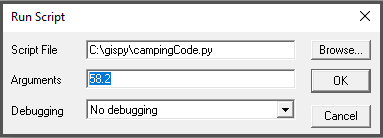 Run Script
Script File C:\gispy\campingCode.py Browse...
Arguments 58.2 OK
Debugging No debugging Cancel